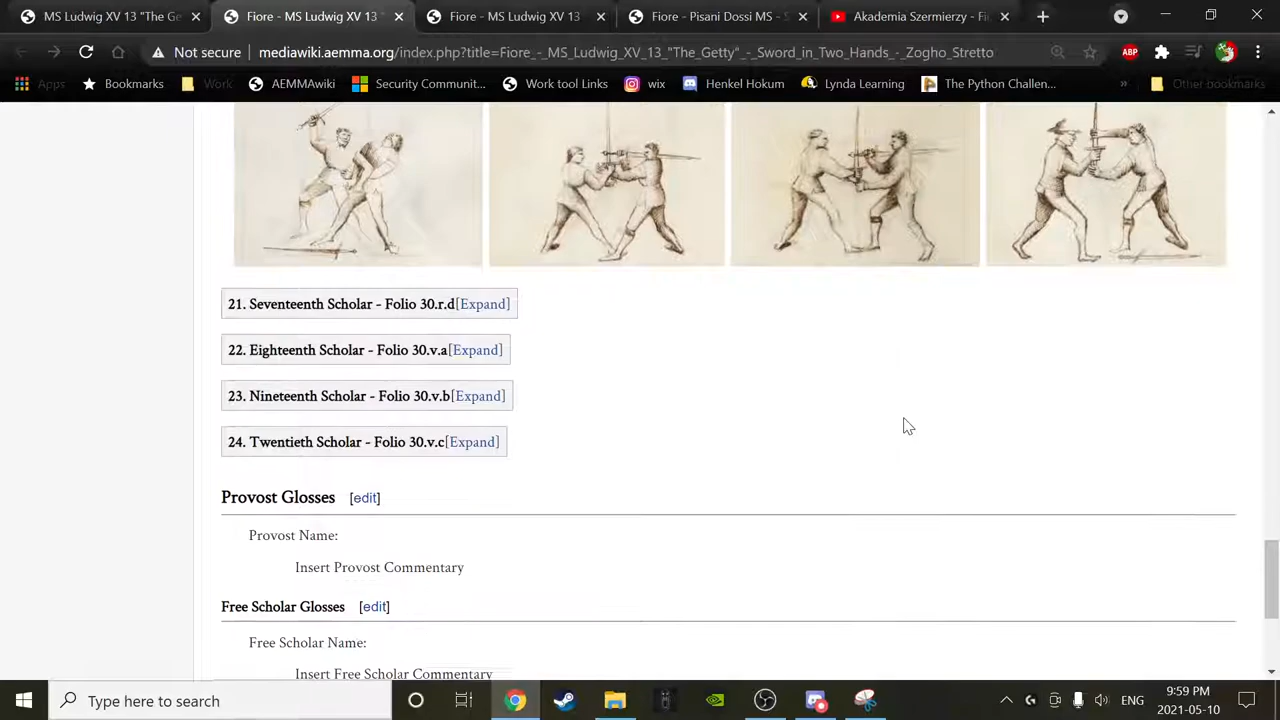 MS Ludwig XV 13 "The Ge
Fiore - MS Ludwig XV 13 "
Fiore - MS Ludwig XV 13
Fiore - Pisani Dossi MS - S
Akademia Szermierzy - Fi
Not secure mediawiki.aemma.org/index.php?title=Fiore_-_MS_Ludwig_XV_13_"The_Getty"_-_Sword_in_Two_Hands_-_Zogho_Stretto
ABP
Apps Bookmarks Work AEMMAwiki Security Communit... Work tool Links wix Henkel Hokum Lynda Learning The Python Challen... » Other bookmarks
21. Seventeenth Scholar - Folio 30.r.d[Expand]
22. Eighteenth Scholar - Folio 30.v.a[Expand]
23. Nineteenth Scholar - Folio 30.v.b[Expand]
24. Twentieth Scholar - Folio 30.v.c[Expand]
Provost Glosses [edit]
Provost Name:
Insert Provost Commentary
Free Scholar Glosses [edit]
Free Scholar Name:
Insert Free Scholar Commentary
Type here to search
ENG
9:59 PM
2021-05-10